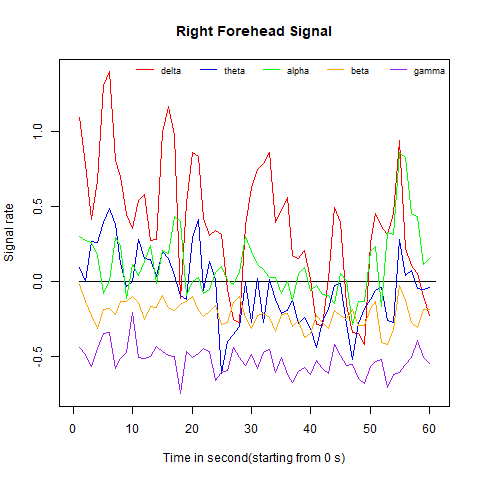 Right Forehead Signal
delta theta alpha beta gamma
Signal rate
1.0
0.5
0.0
-0.5
0 10 20 30 40 50 60
Time in second(starting from 0 s)